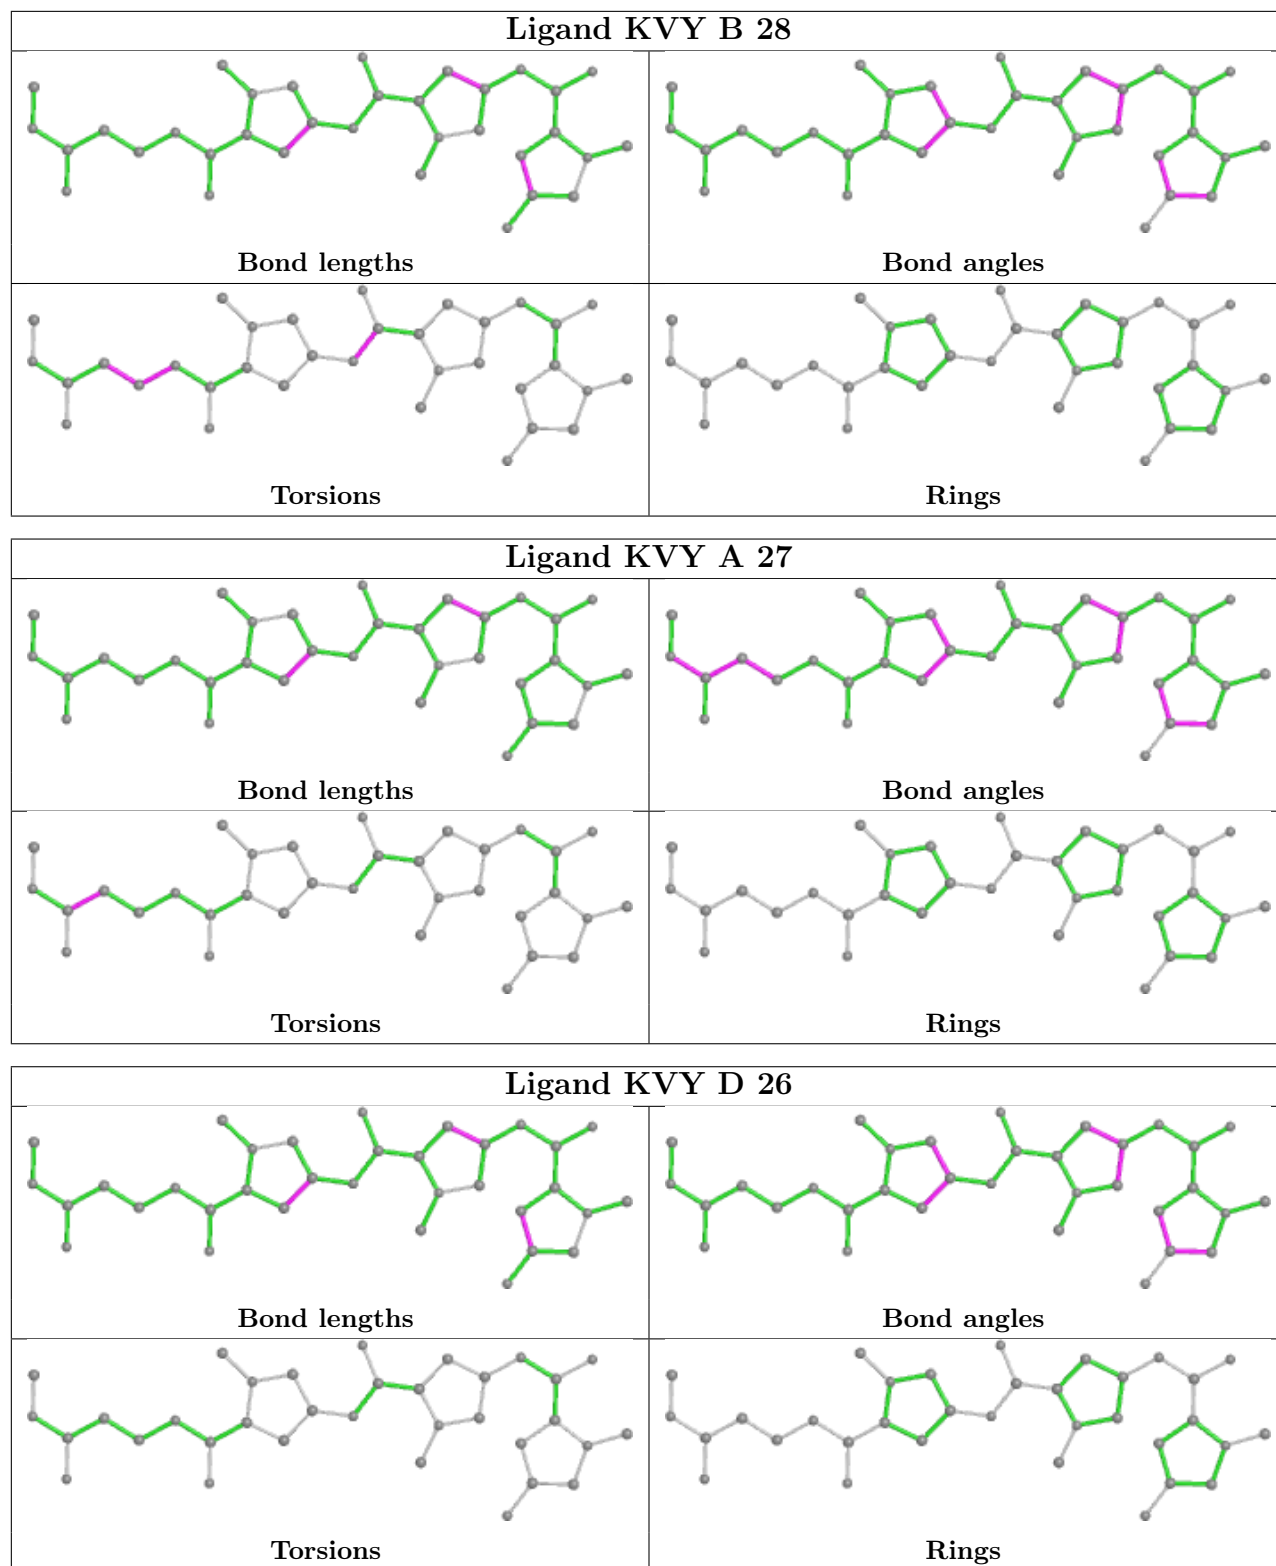 Ligand KVY B 28
Bond lengths
Bond angles
Torsions
Rings
Ligand KVY A 27
Bond lengths
Bond angles
Torsions
Rings
Ligand KVY D 26
Bond lengths
Bond angles
Torsions
Rings